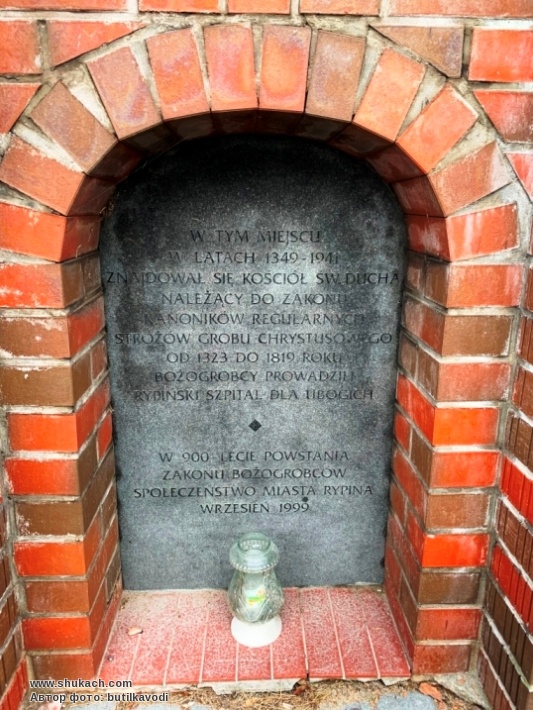 W TYM MIEJSCU
W LATACH 1349-1941
ZNAJDOWAŁ SIĘ KOŚCIÓŁ ŚW. DUCHA
NALEŻĄCY DO ZAKONU
KANONIKÓW REGULARNYCH
STRÓŻÓW GROBU CHRYSTUSOWEGO
OD 1323 DO 1819 ROKU
BOŻOGROBCY PROWADZILI
RYPIŃSKI SZPITAL DLA UBOGICH
W 900-LECIE POWSTANIA
ZAKONU BOŻOGROBCÓW
SPOŁECZEŃSTWO MIASTA RYPINA
WRZESIEŃ 1999
www.shukach.com
Автор фото: butilkavodi